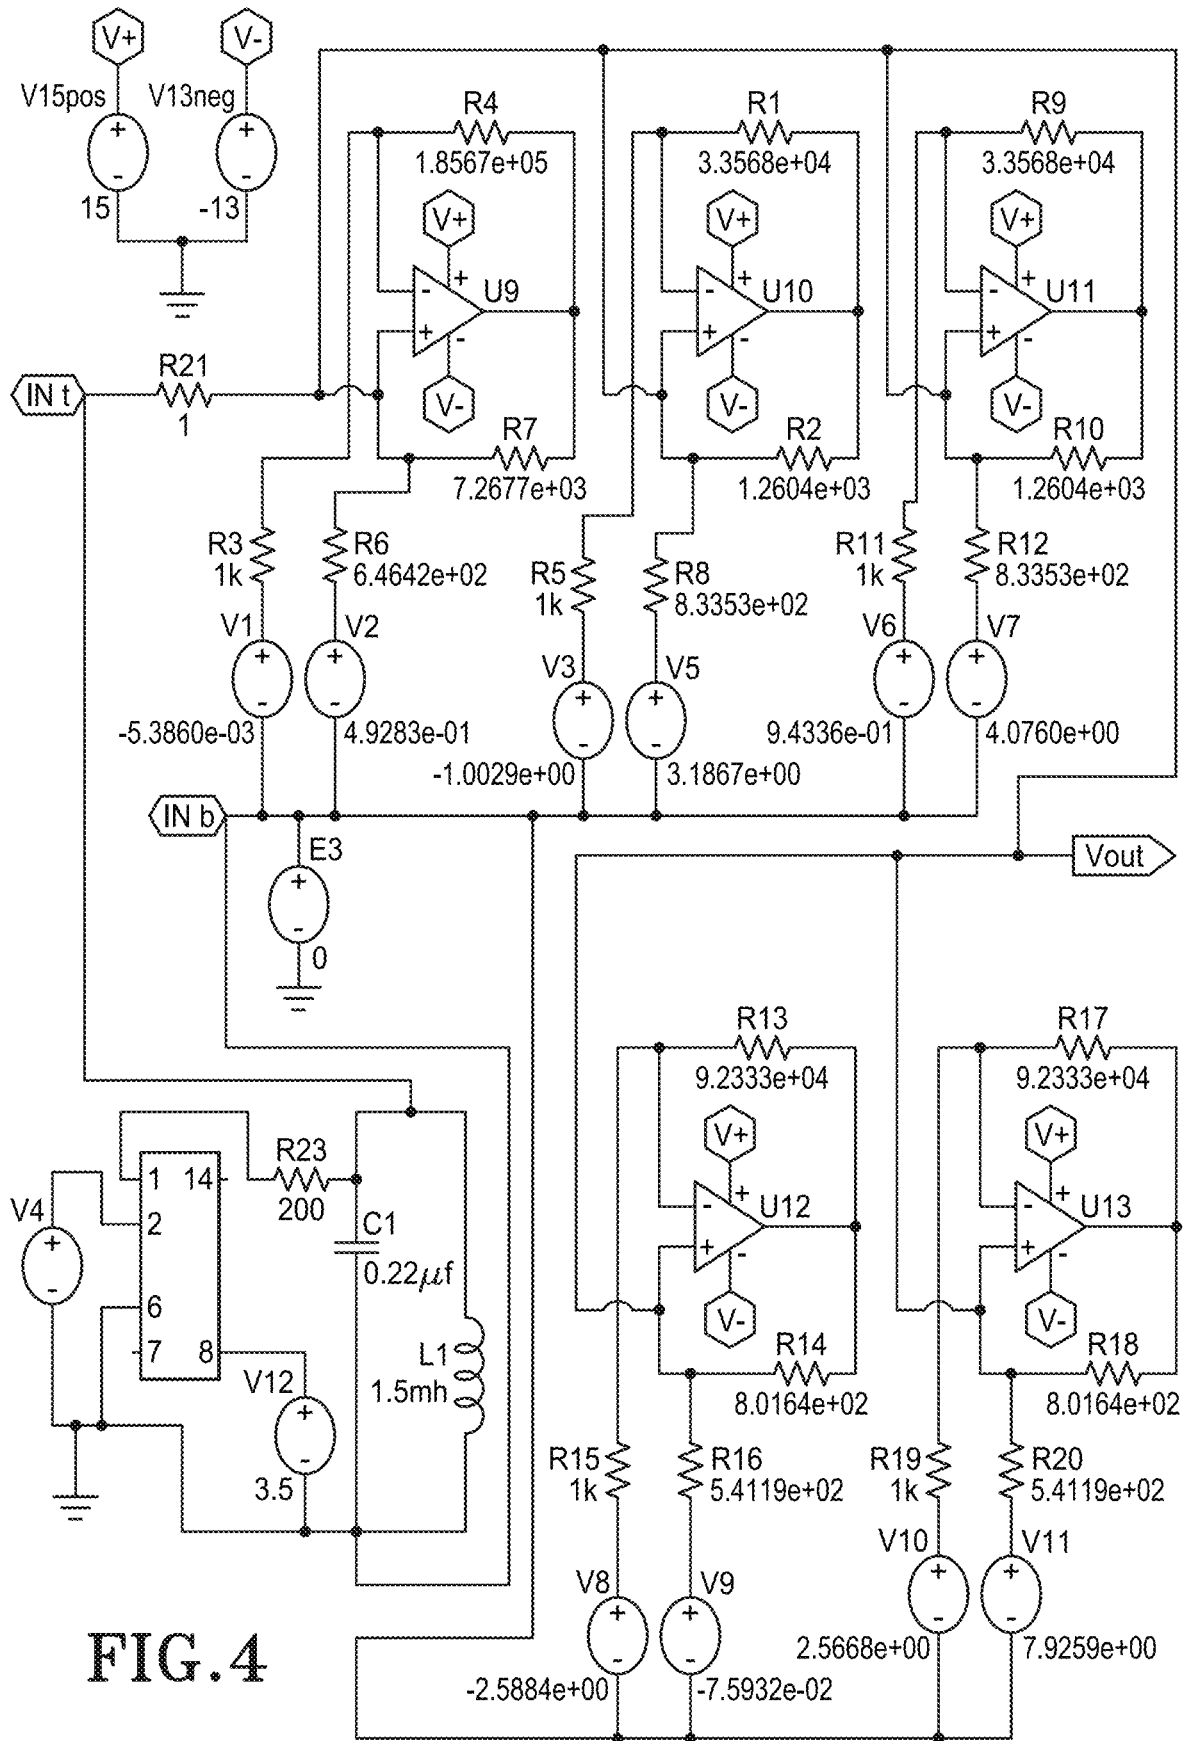 V+ V-
V15pos V13neg
+ +
- -
15 -13
R4
1.8567e+05
V+
+
- U9
+
-
V-
R7
7.2677e+03
R1
3.3568e+04
V+
+
- U10
+
-
V-
R2
1.2604e+03
R9
3.3568e+04
V+
+
- U11
+
-
V-
R10
1.2604e+03
IN t
R21
1
R3
1k
R6
6.4642e+02
R5
1k
R8
8.3353e+02
R11
1k
R12
8.3353e+02
V1
+
-
-5.3860e-03
V2
+
-
4.9283e-01
V3
+
-
-1.0029e+00
V5
+
-
3.1867e+00
V6
+
-
9.4336e-01
V7
+
-
4.0760e+00
IN b
E3
+
-
0
Vout
R13
9.2333e+04
V+
+
- U12
+
-
V-
R14
8.0164e+02
R17
9.2333e+04
V+
+
- U13
+
-
V-
R18
8.0164e+02
V4
+
-
1 14
2
6
7 8
R23
200
C1
0.22µf
L1
1.5mh
V12
+
-
3.5
R15
1k
R16
5.4119e+02
R19
1k
R20
5.4119e+02
V8
+
-
-2.5884e+00
V9
+
-
-7.5932e-02
V10
+
-
2.5668e+00
V11
+
-
7.9259e+00
FIG.4